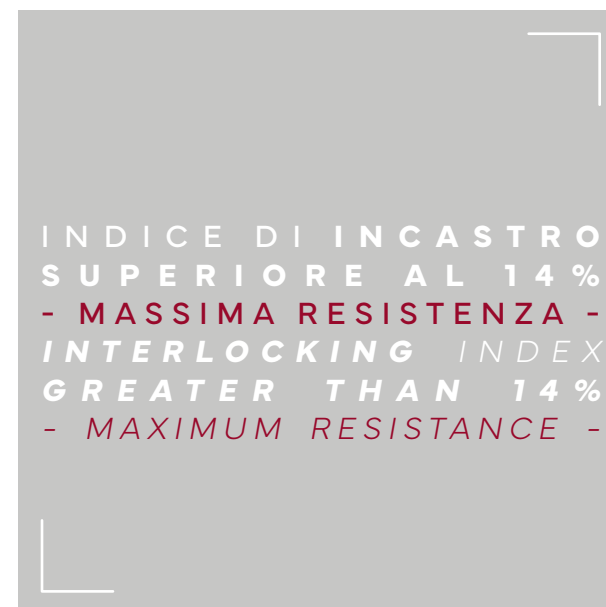 INDICE DI INCASTRO
SUPERIORE AL 14%
- MASSIMA RESISTENZA -
INTERLOCKING INDEX
GREATER THAN 14%
- MAXIMUM RESISTANCE -